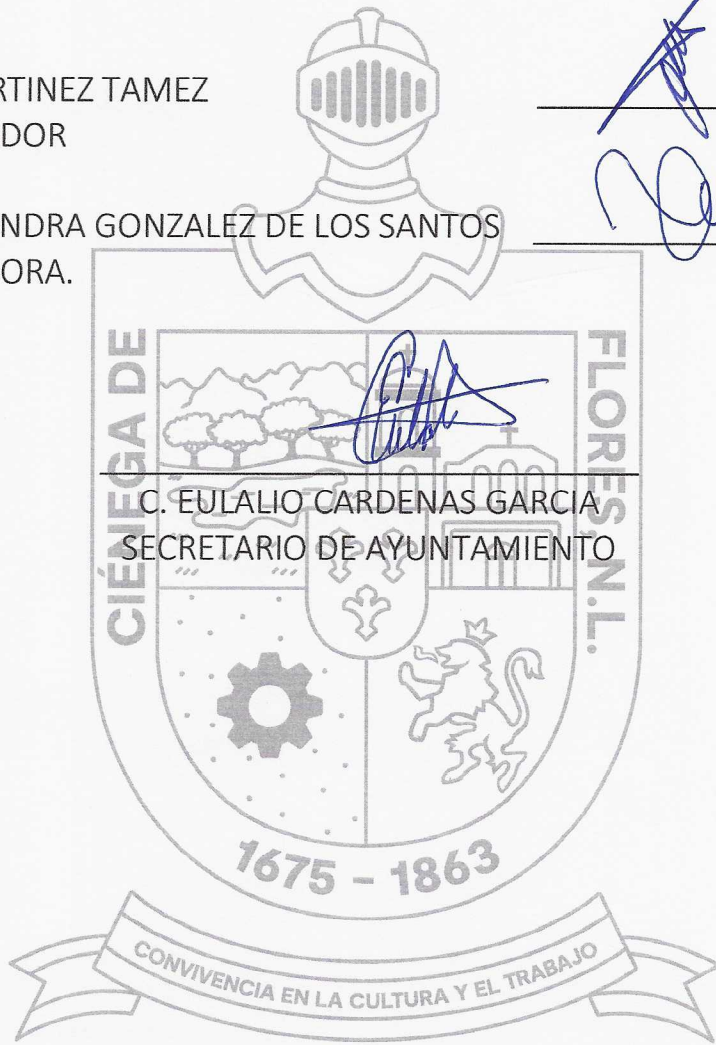 RTINEZ TAMEZ
DOR
NDRA GONZALEZ DE LOS SANTOS
ORA.
CIÉNEGA DE
FLORES, N.L.
C. EULALIO CARDENAS GARCIA
SECRETARIO DE AYUNTAMIENTO
1675 - 1863
CONVIVENCIA EN LA CULTURA Y EL TRABAJO